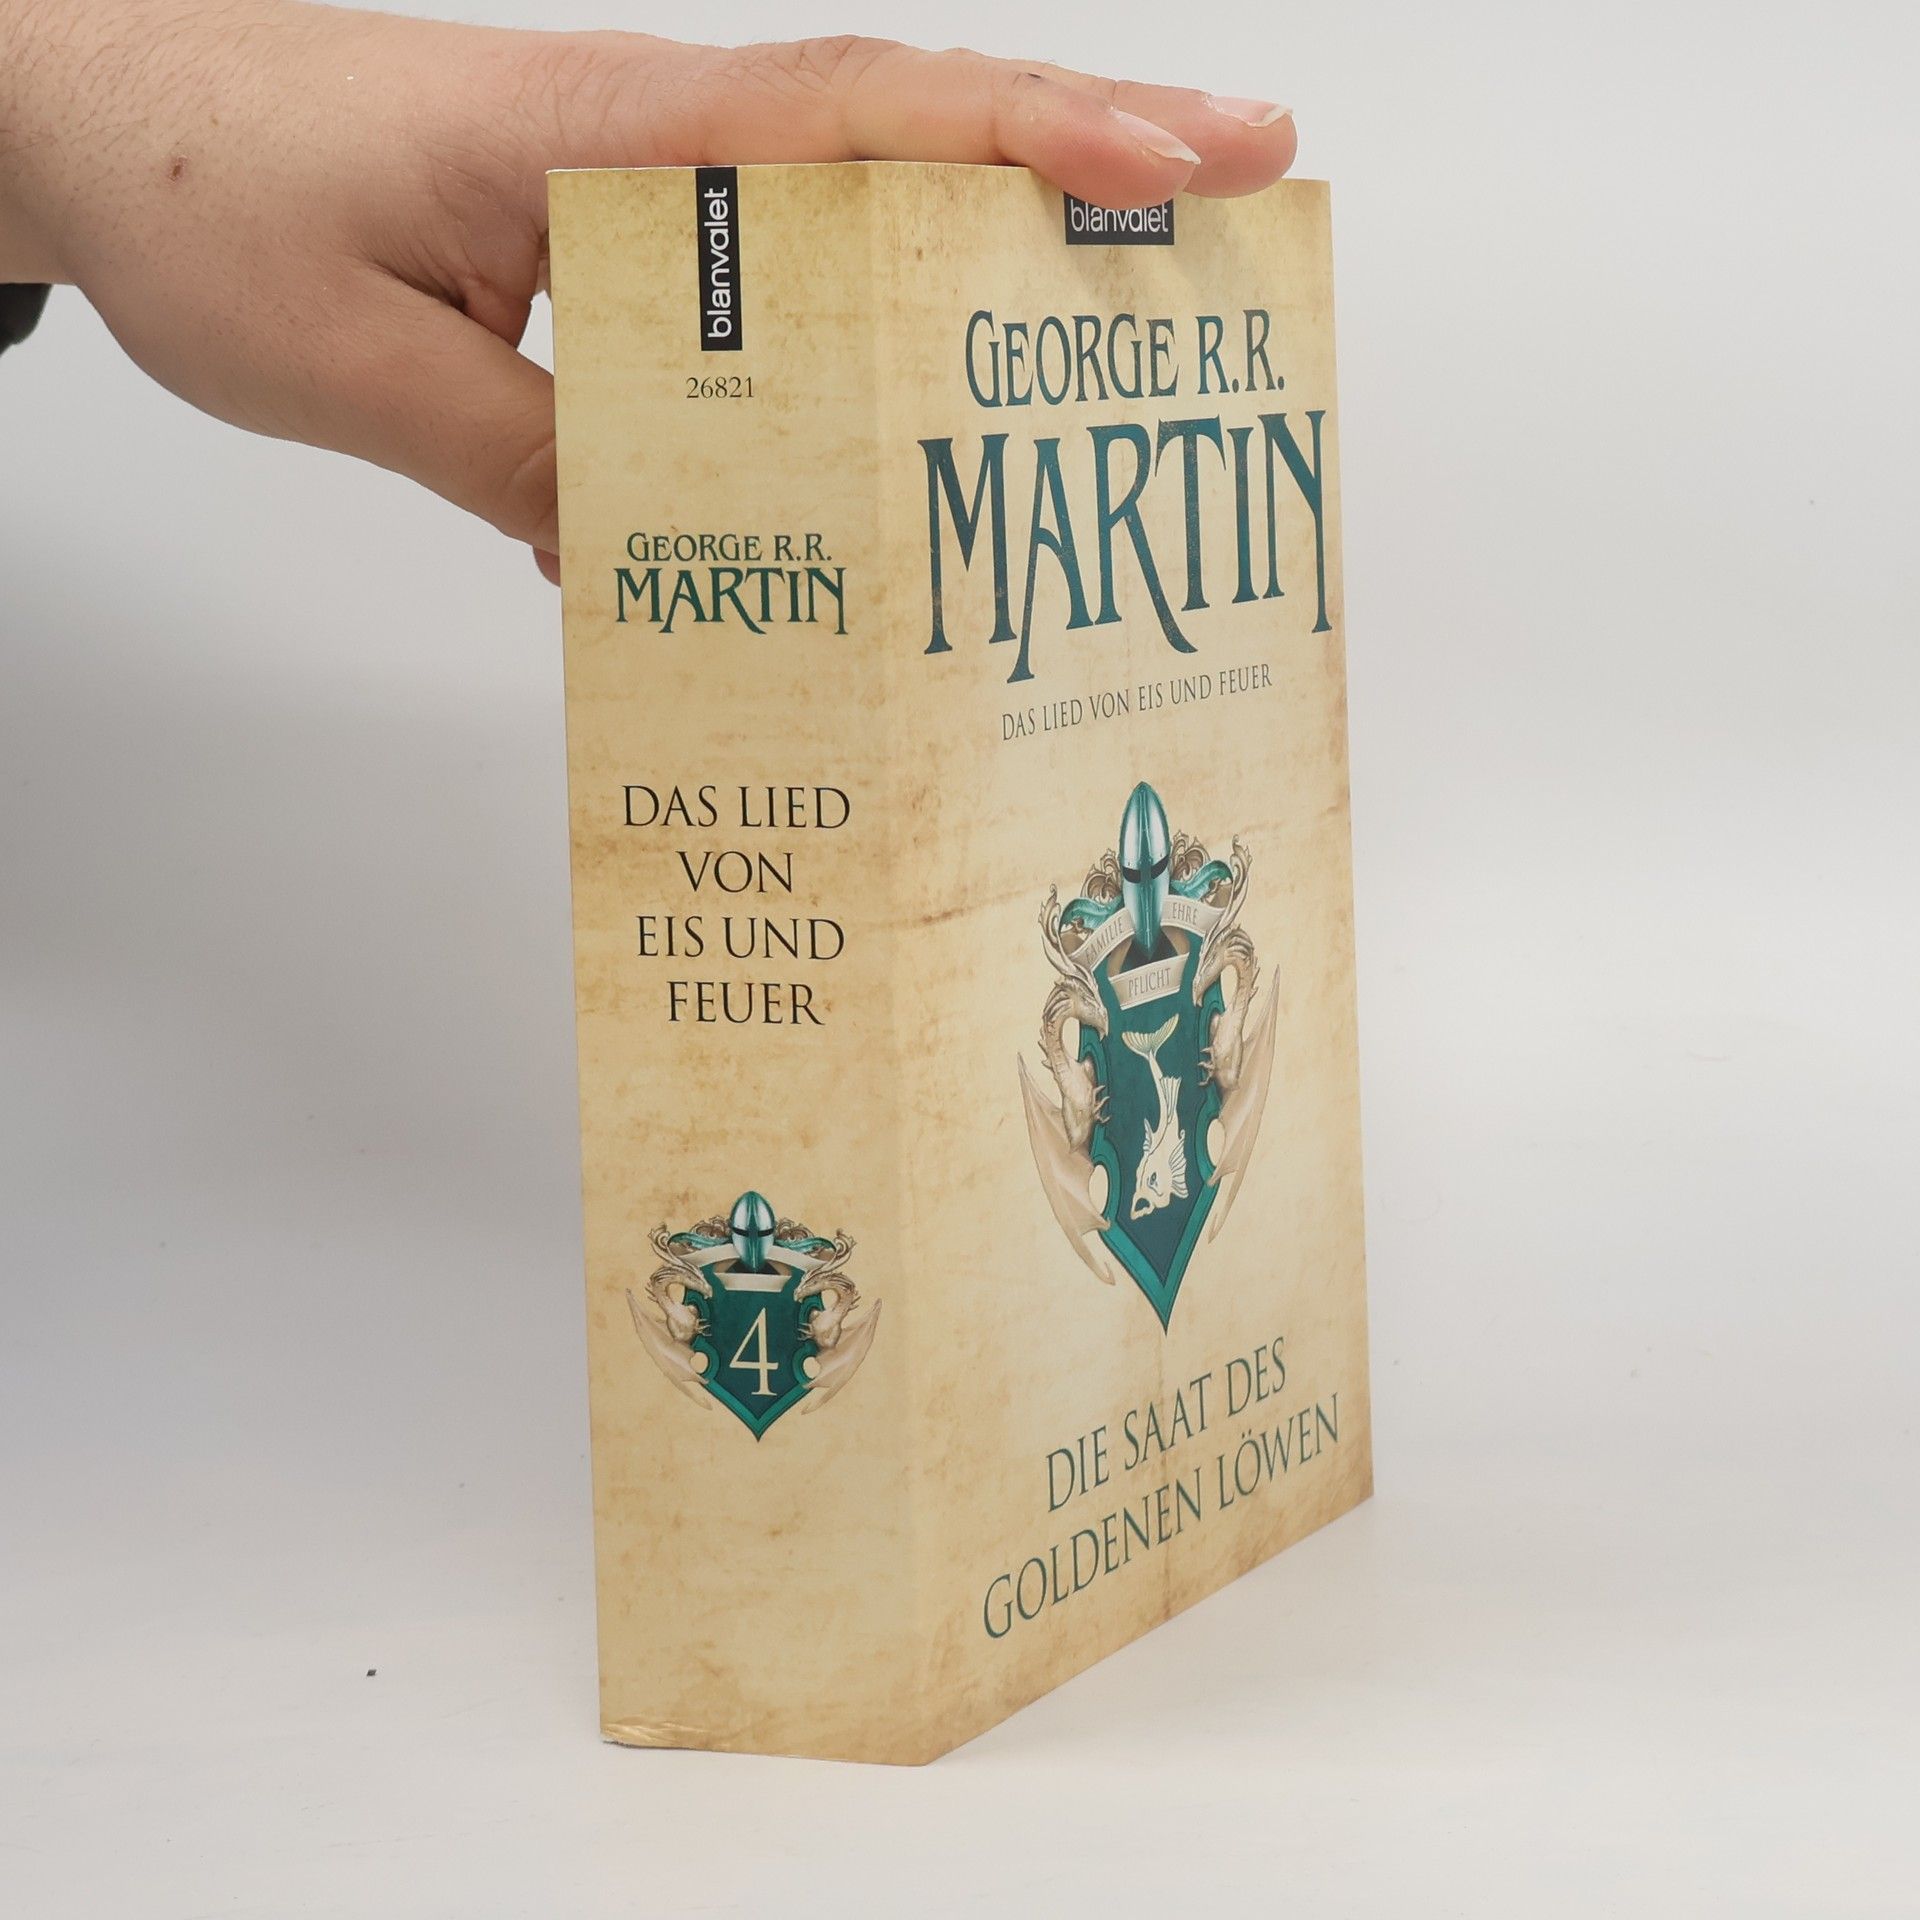 blanvalet
26821
GEORGE R.R.
MARTIN
DAS LIED
VON
EIS UND
FEUER
4
blanvalet
GEORGE R.R.
MARTIN
DAS LIED VON EIS UND FEUER
FAMILIE
EHRE
PFLICHT
DIE SAAT DES
GOLDENEN LÖWEN